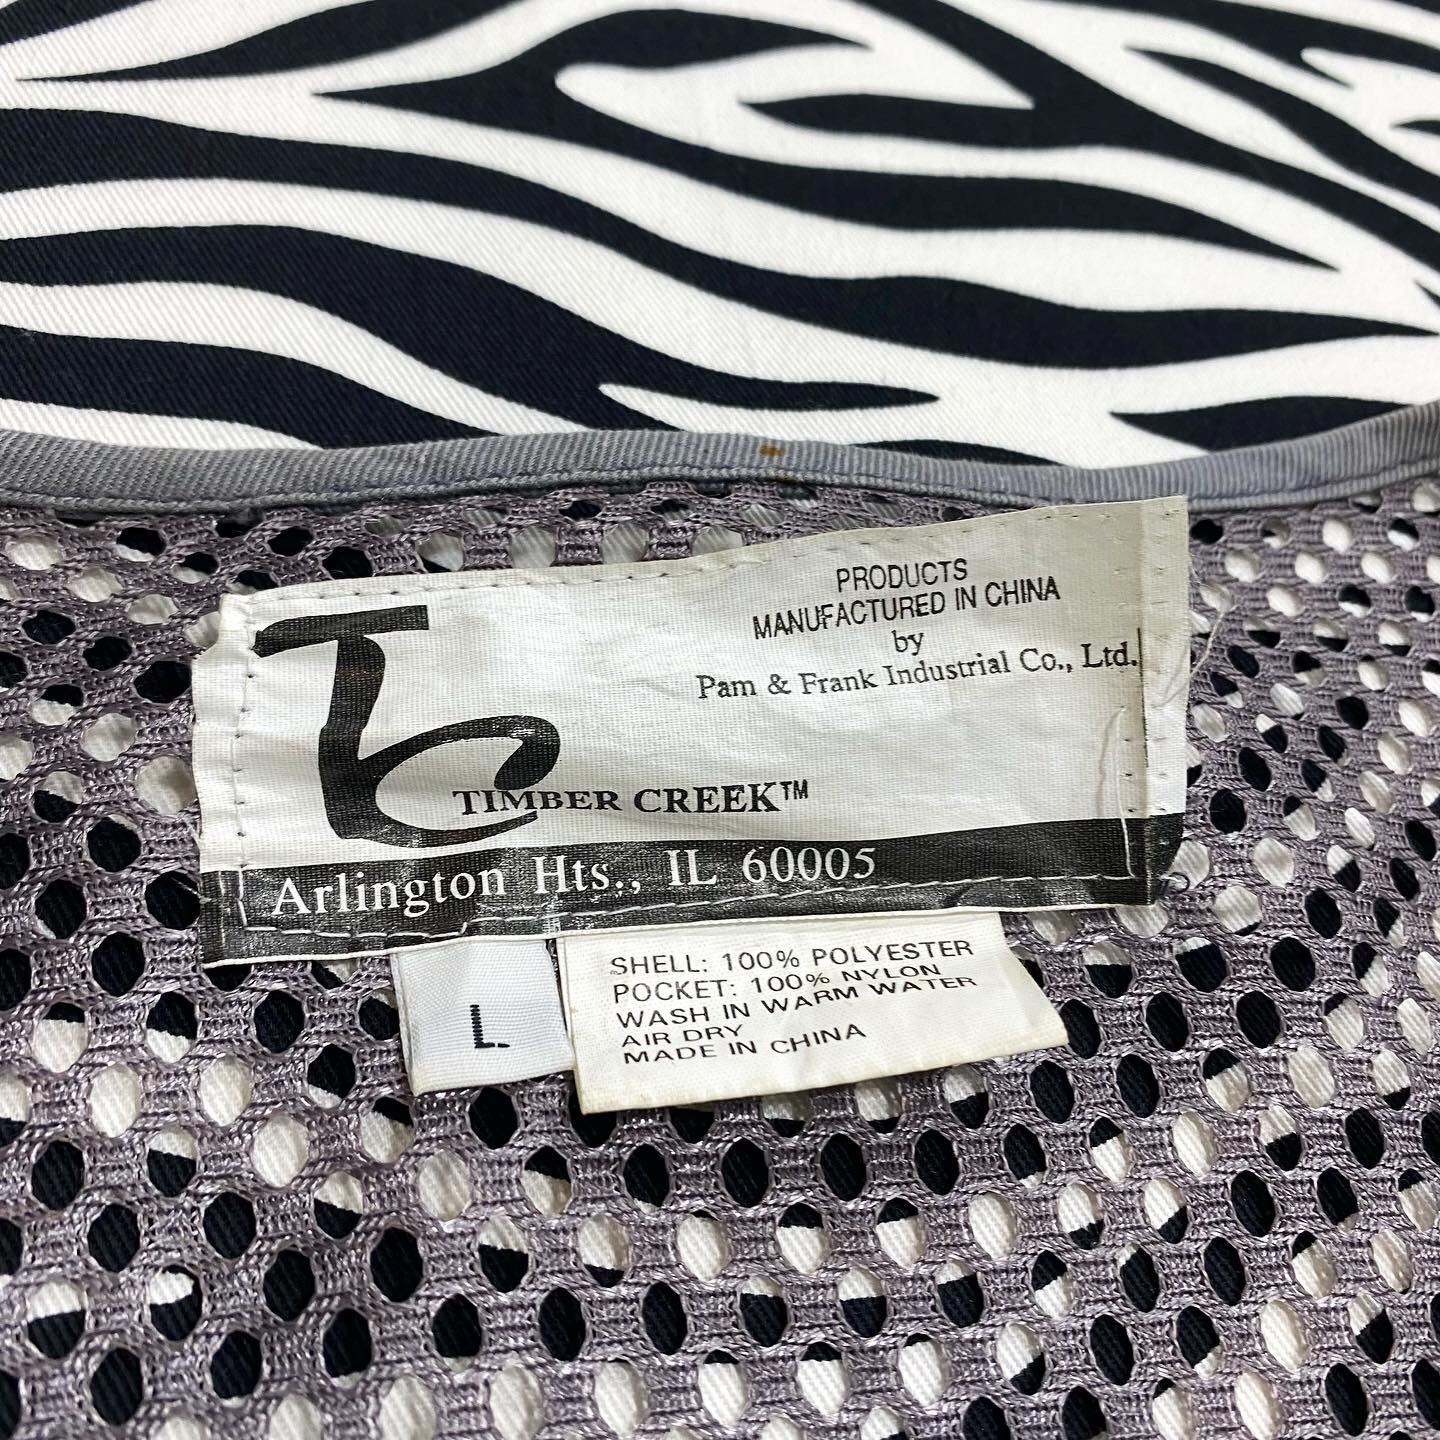 PRODUCTS
MANUFACTURED IN CHINA
by
Pam & Frank Industrial Co., Ltd.
TC
TIMBER CREEK™
Arlington Hts., IL 60005
L
SHELL: 100% POLYESTER
POCKET: 100% NYLON
WASH IN WARM WATER
AIR DRY
MADE IN CHINA